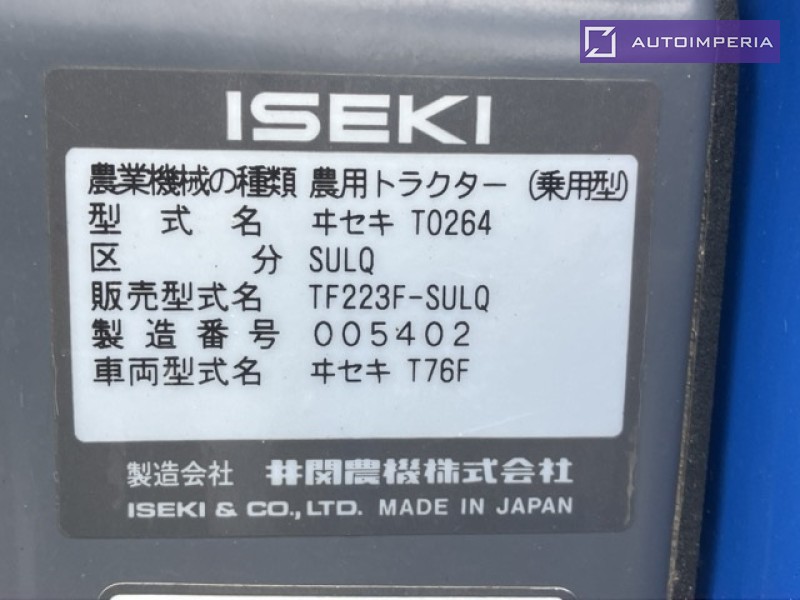 AUTOIMPERIA
ISEKI
農業機械の種類 農用トラクター (乗用型)
型式名 ヰセキ T0264
区分 SULQ
販売型式名 TF223F-SULQ
製造番号 005402
車両型式名 ヰセキ T76F
製造会社 井関農機株式会社
ISEKI & CO., LTD. MADE IN JAPAN